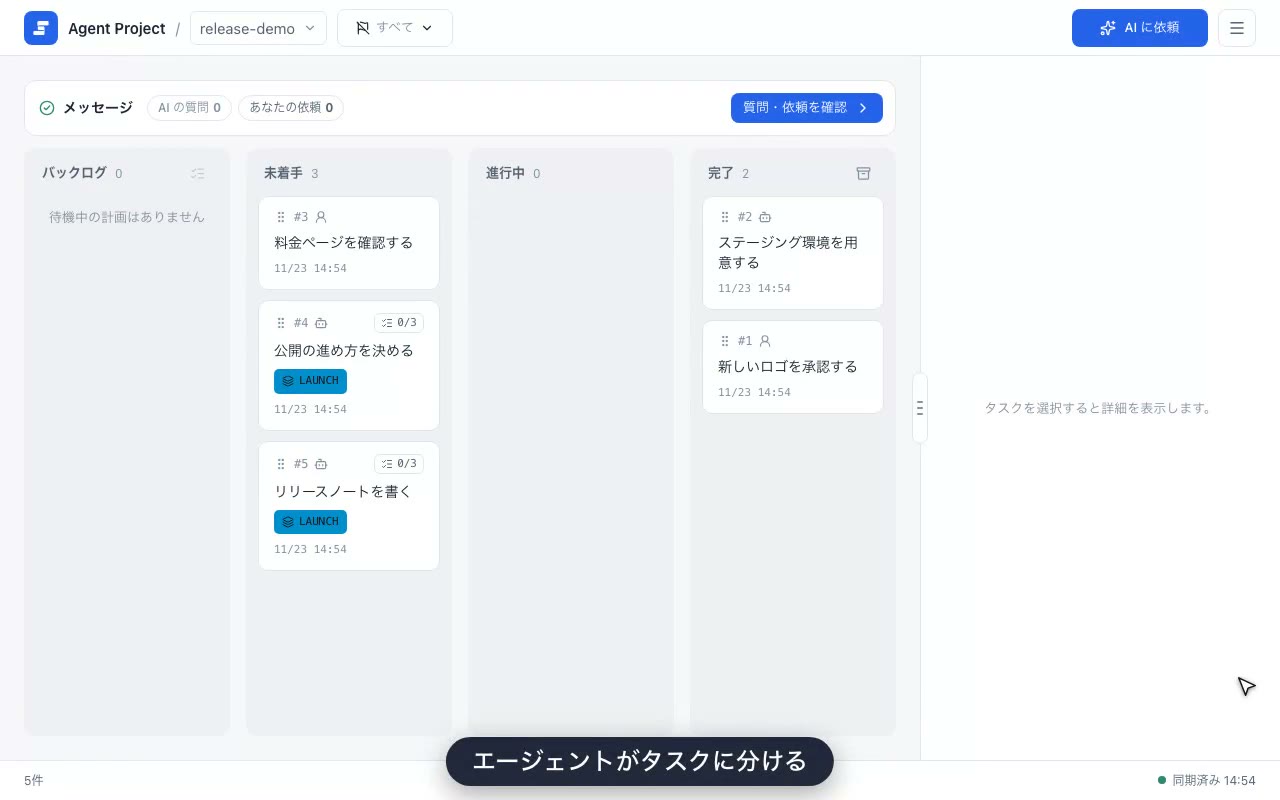 Agent Project / release-demo すべて
AI に依頼
メッセージ AI の質問 0 あなたの依頼 0
質問・依頼を確認
バックログ 0
待機中の計画はありません
未着手 3
#3
料金ページを確認する
11/23 14:54
#4 0/3
公開の進め方を決める
LAUNCH
11/23 14:54
#5 0/3
リリースノートを書く
LAUNCH
11/23 14:54
進行中 0
完了 2
#2
ステージング環境を用
意する
11/23 14:54
#1
新しいロゴを承認する
11/23 14:54
タスクを選択すると詳細を表示します。
エージェントがタスクに分ける
5件
同期済み 14:54